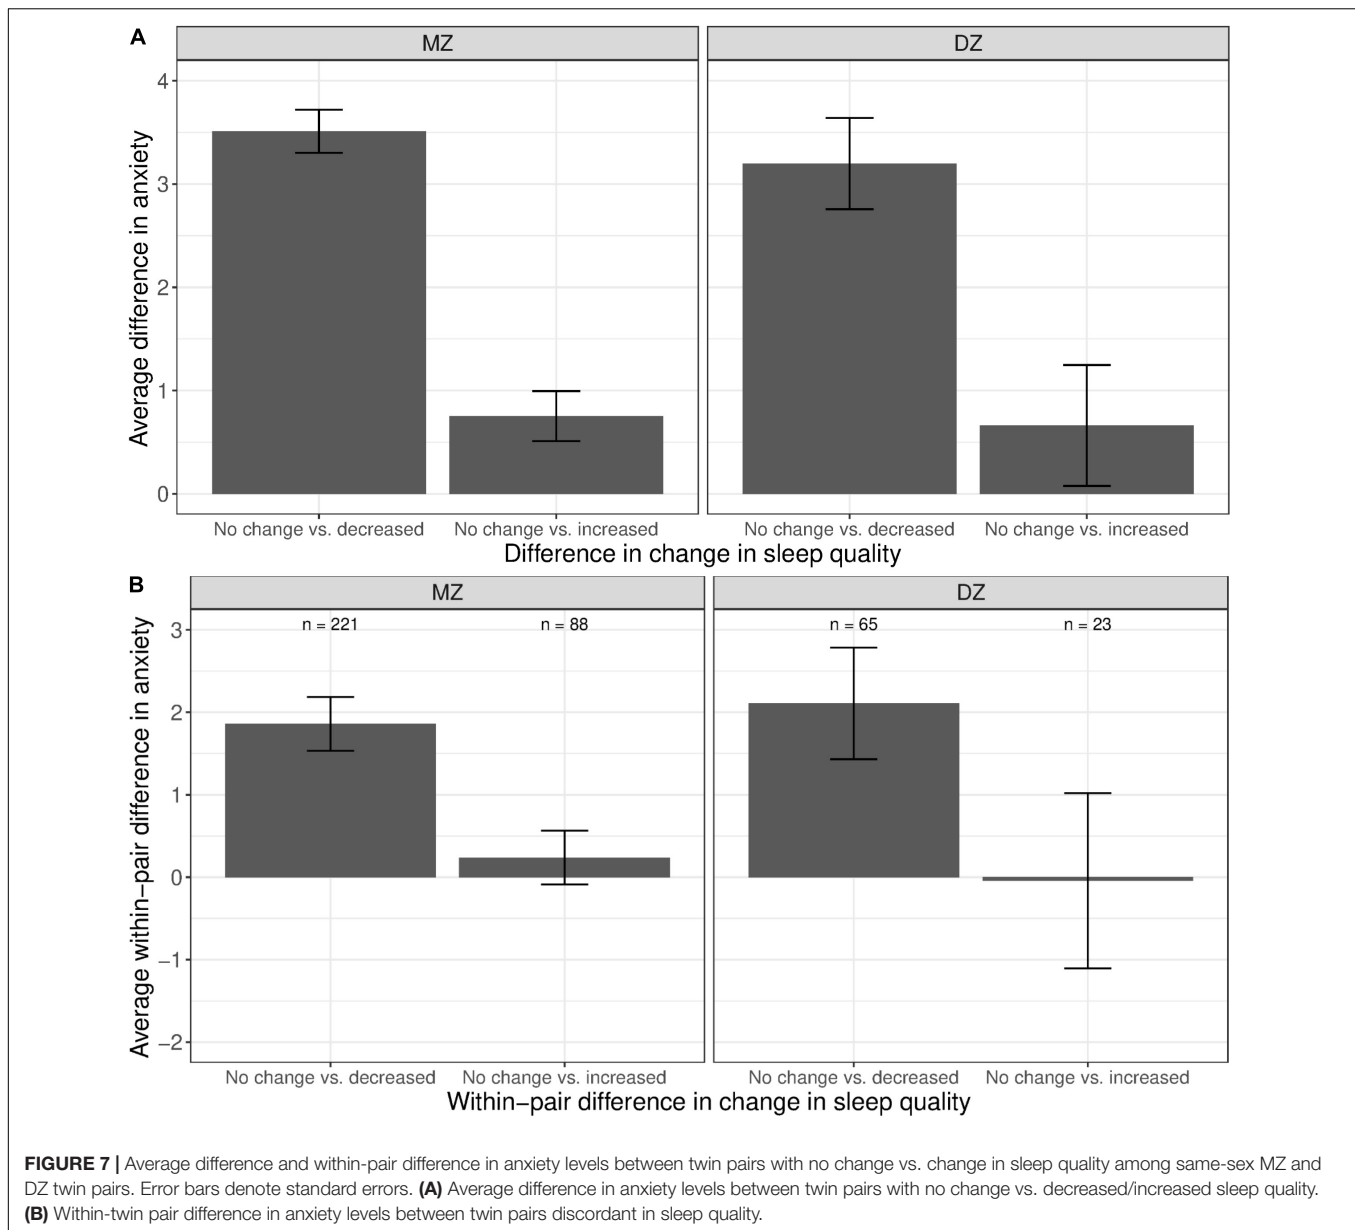 A
MZ
DZ
Average difference in anxiety
4
3
2
1
0
No change vs. decreased
No change vs. increased
No change vs. decreased
No change vs. increased
Difference in change in sleep quality
B
MZ
DZ
Average within−pair difference in anxiety
n = 221
n = 88
n = 65
n = 23
3
2
1
0
−1
−2
No change vs. decreased
No change vs. increased
No change vs. decreased
No change vs. increased
Within−pair difference in change in sleep quality
FIGURE 7 | Average difference and within-pair difference in anxiety levels between twin pairs with no change vs. change in sleep quality among same-sex MZ and
DZ twin pairs. Error bars denote standard errors. (A) Average difference in anxiety levels between twin pairs with no change vs. decreased/increased sleep quality.
(B) Within-twin pair difference in anxiety levels between twin pairs discordant in sleep quality.